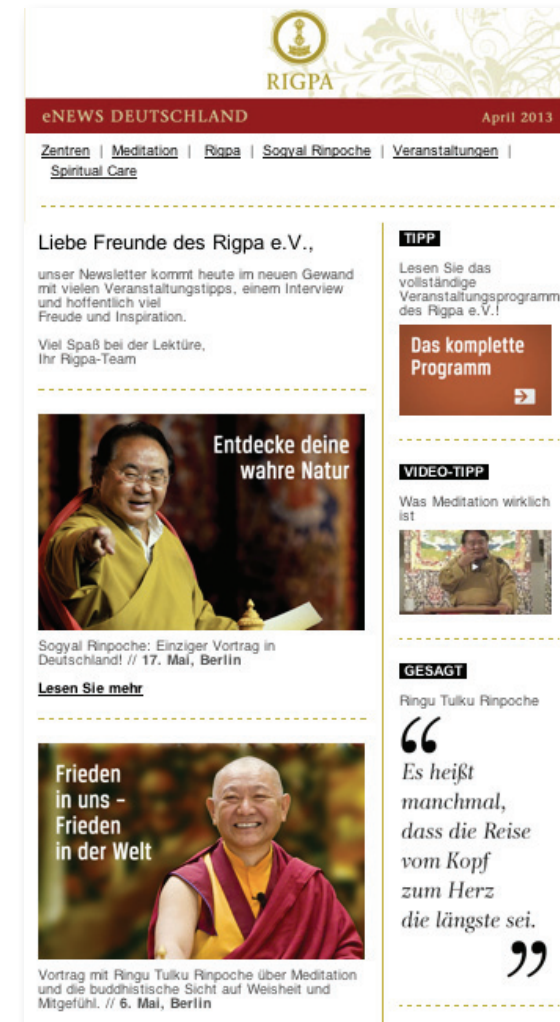 RIGPA
eNEWS DEUTSCHLAND
April 2013
Zentren | Meditation | Rigpa | Sogyal Rinpoche | Veranstaltungen |
Spiritual Care
Liebe Freunde des Rigpa e.V.,
unser Newsletter kommt heute im neuen Gewand
mit vielen Veranstaltungstipps, einem Interview
und hoffentlich viel
Freude und Inspiration.
Viel Spaß bei der Lektüre,
Ihr Rigpa-Team
Entdecke deine
wahre Natur
Sogyal Rinpoche: Einziger Vortrag in
Deutschland! // 17. Mai, Berlin
Lesen Sie mehr
Frieden
in uns –
Frieden
in der Welt
Vortrag mit Ringu Tulku Rinpoche über Meditation
und die buddhistische Sicht auf Weisheit und
Mitgefühl. // 6. Mai, Berlin
TIPP
Lesen Sie das
vollständige
Veranstaltungsprogramm
des Rigpa e.V.!
Das komplette
Programm
VIDEO-TIPP
Was Meditation wirklich
ist
GESAGT
Ringu Tulku Rinpoche
“
Es heißt
manchmal,
dass die Reise
vom Kopf
zum Herz
die längste sei.
”